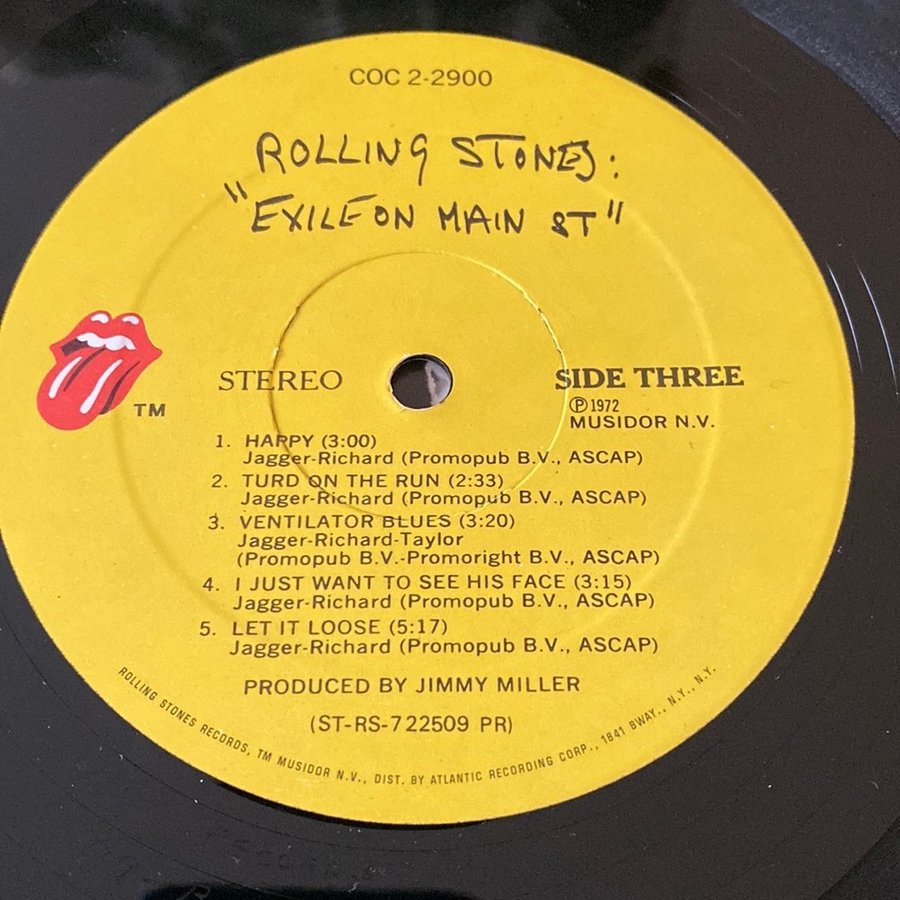 COC 2-2900
ROLLING STONES:
"EXILE ON MAIN ST"
TM
STEREO
SIDE THREE
Ⓟ 1972
MUSIDOR N.V.
1. HAPPY (3:00)
Jagger-Richard (Promopub B.V., ASCAP)
2. TURD ON THE RUN (2:33)
Jagger-Richard (Promopub B.V., ASCAP)
3. VENTILATOR BLUES (3:20)
Jagger-Richard-Taylor
(Promopub B.V.-Promoright B.V., ASCAP)
4. I JUST WANT TO SEE HIS FACE (3:15)
Jagger-Richard (Promopub B.V., ASCAP)
5. LET IT LOOSE (5:17)
Jagger-Richard (Promopub B.V., ASCAP)
PRODUCED BY JIMMY MILLER
(ST-RS-722509 PR)
ROLLING STONES RECORDS, TM MUSIDOR N.V., DIST. BY ATLANTIC RECORDING CORP., 1841 BWAY., N.Y., N.Y.